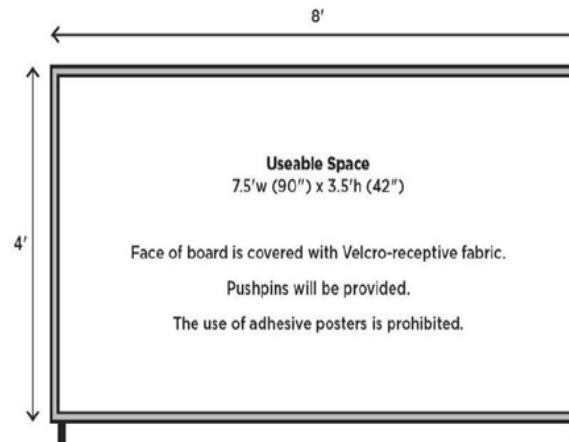 8'
4'
Useable Space
7.5'w (90") x 3.5'h (42")
Face of board is covered with Velcro-receptive fabric.
Pushpins will be provided.
The use of adhesive posters is prohibited.